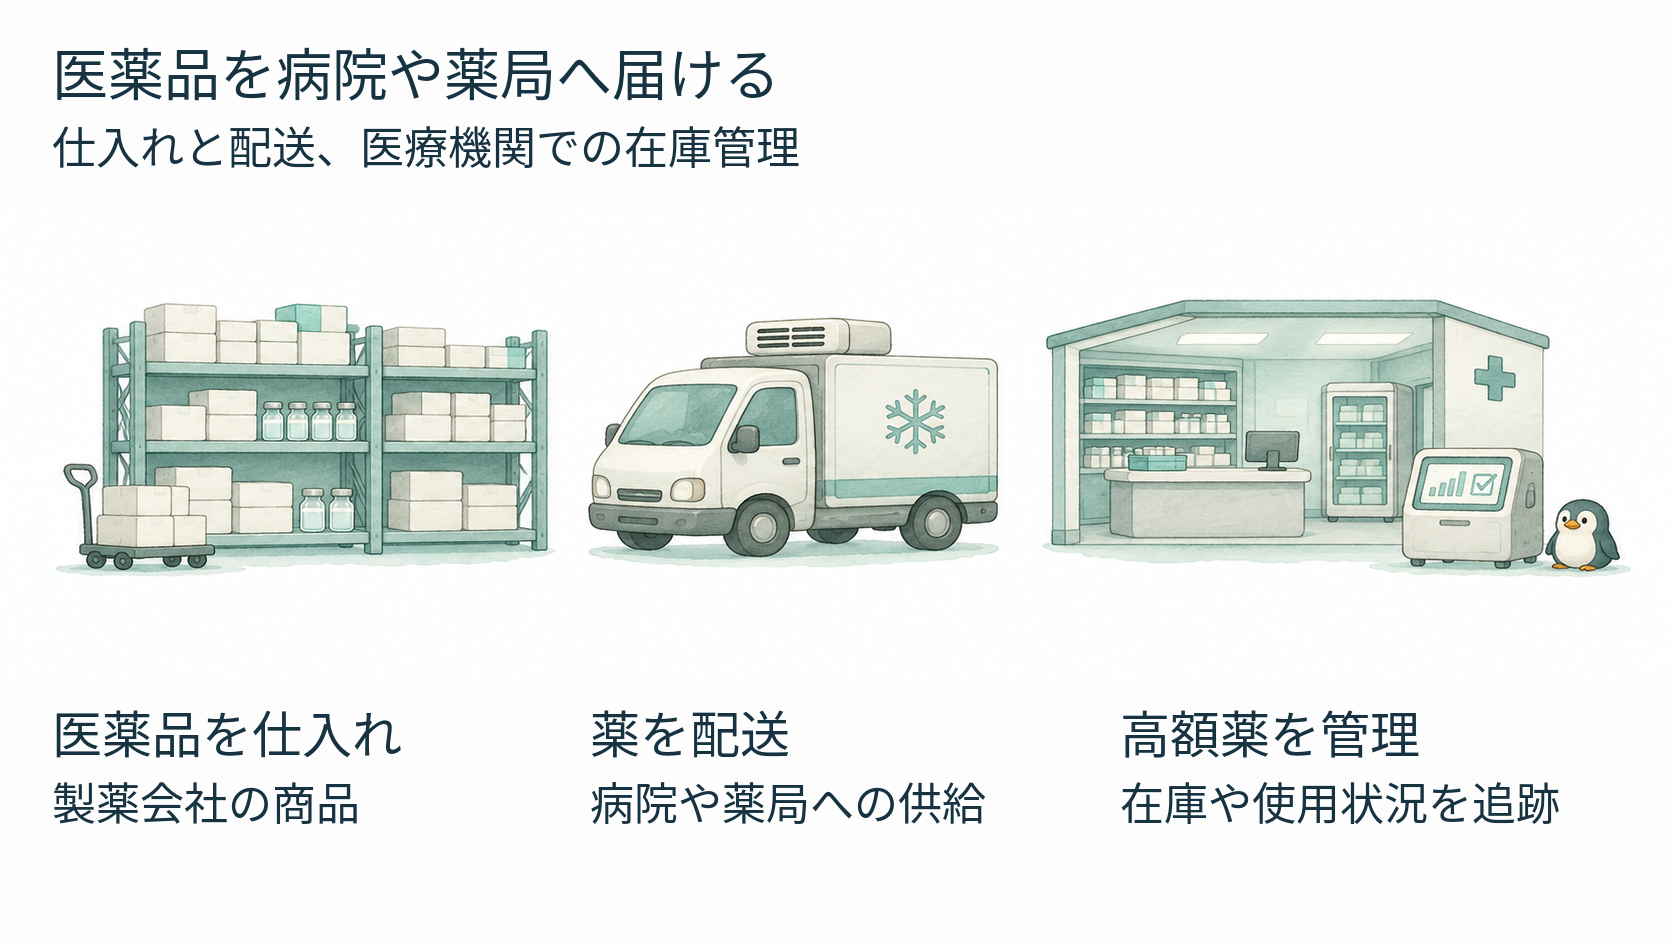 医薬品を病院や薬局へ届ける
仕入れと配送、医療機関での在庫管理
医薬品を仕入れ
製薬会社の商品
薬を配送
病院や薬局への供給
高額薬を管理
在庫や使用状況を追跡